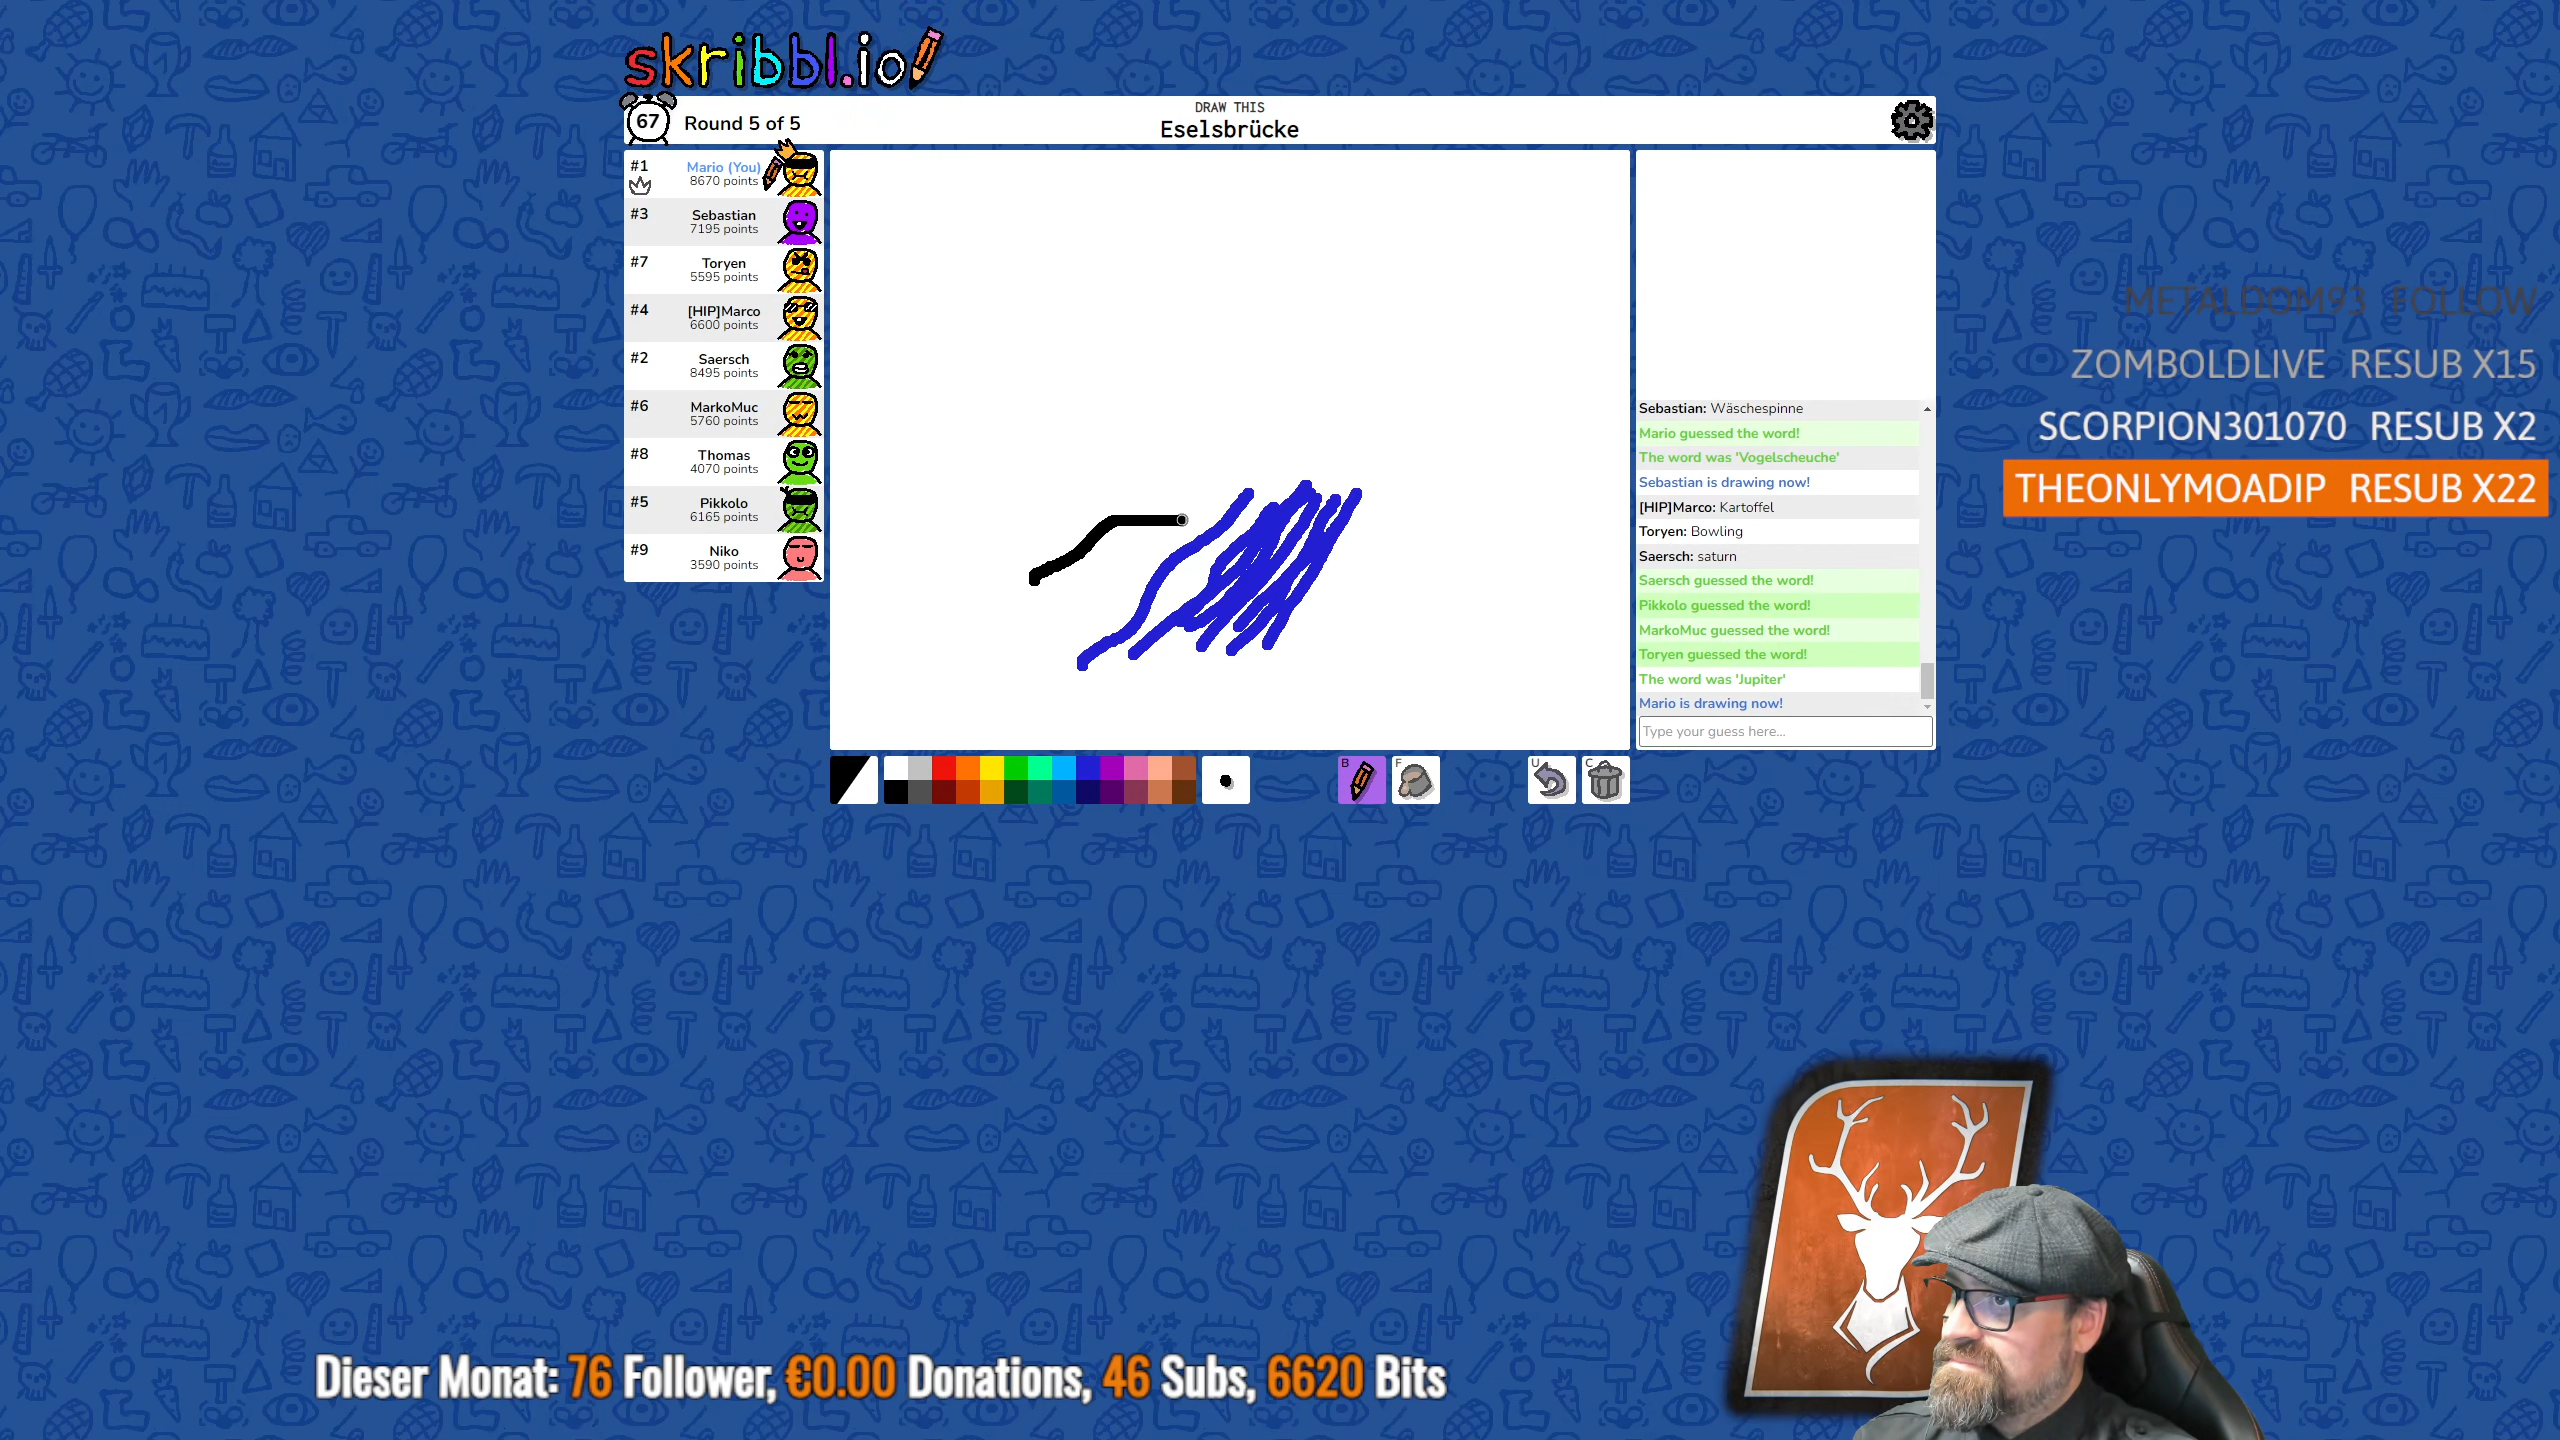 skribbl.io
67
Round 5 of 5
DRAW THIS
Eselsbrücke
#1
Mario (You)
8670 points
#3
Sebastian
7195 points
#7
Toryen
5595 points
#4
[HIP]Marco
6600 points
#2
Saersch
8495 points
#6
MarkoMuc
5760 points
#8
Thomas
4070 points
#5
Pikkolo
6165 points
#9
Niko
3590 points
Sebastian: Wäschespinne
Mario guessed the word!
The word was 'Vogelscheuche'
Sebastian is drawing now!
[HIP]Marco: Kartoffel
Toryen: Bowling
Saersch: saturn
Saersch guessed the word!
Pikkolo guessed the word!
MarkoMuc guessed the word!
Toryen guessed the word!
The word was 'Jupiter'
Mario is drawing now!
Type your guess here...
B
F
U
C
METALDOM93 FOLLOW
ZOMBOLDLIVE RESUB X15
SCORPION301070 RESUB X2
THEONLYMOADIP RESUB X22
Dieser Monat: 76 Follower, €0.00 Donations, 46 Subs, 6620 Bits